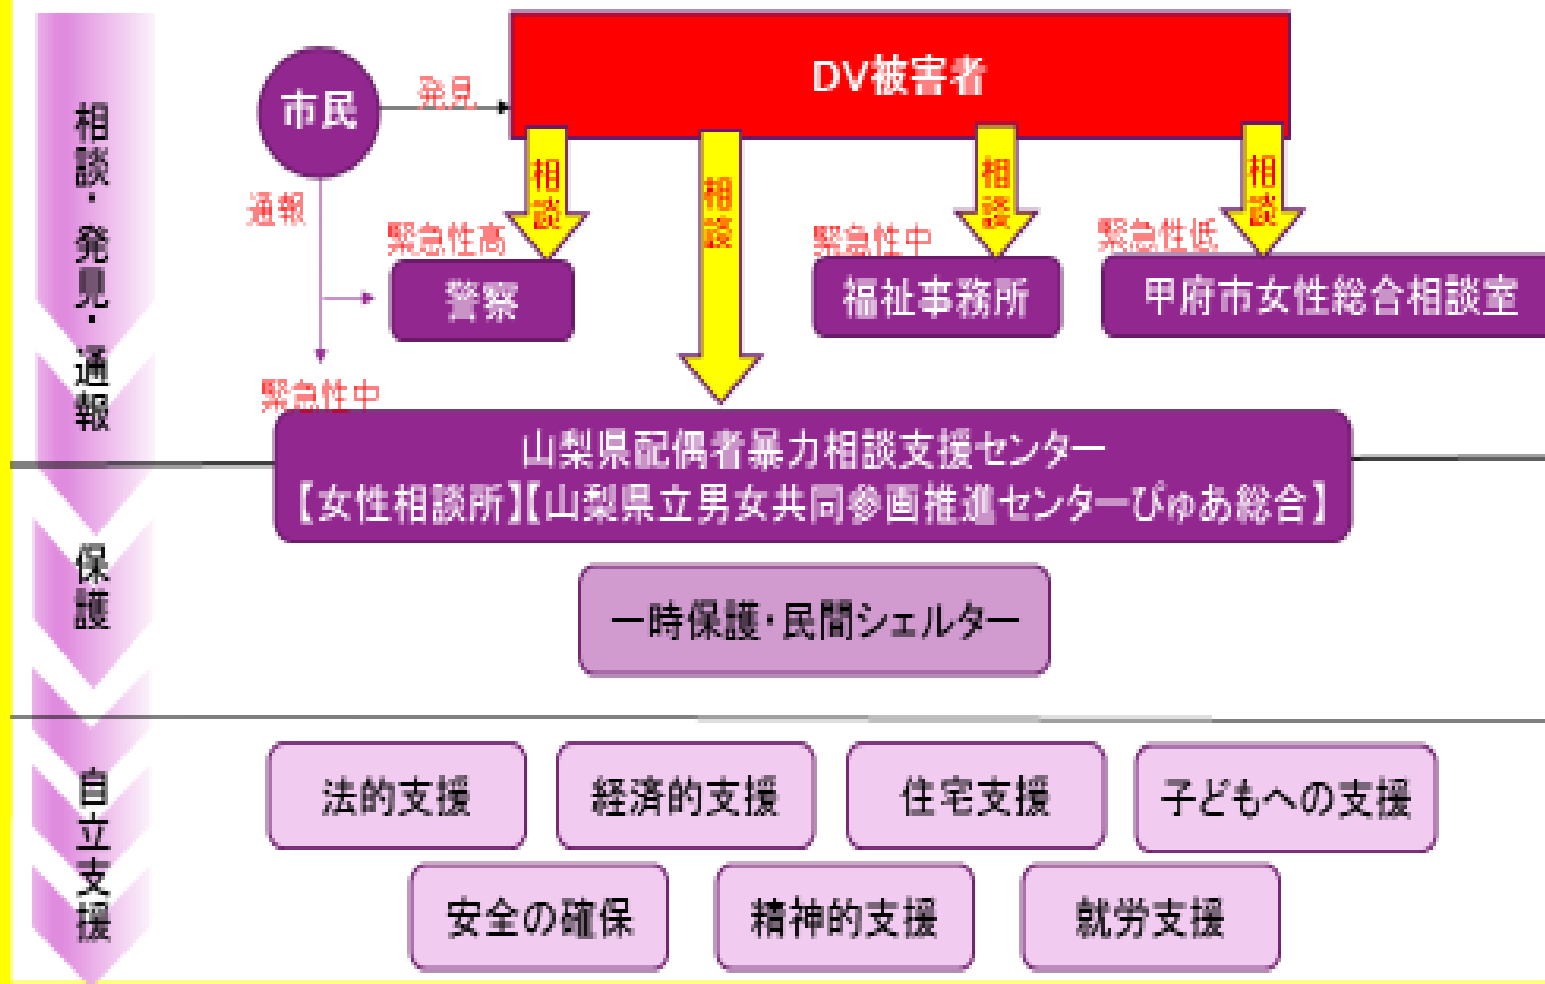 相談・発見・通報
DV被害者
市民
発見
通報
相談
相談
相談
相談
緊急性高
緊急性中
緊急性低
警察
福祉事務所
甲府市女性総合相談室
緊急性中
山梨県配偶者暴力相談支援センター
【女性相談所】【山梨県立男女共同参画推進センターぴゅあ総合】
保護
一時保護・民間シェルター
自立支援
法的支援
経済的支援
住宅支援
子どもへの支援
安全の確保
精神的支援
就労支援